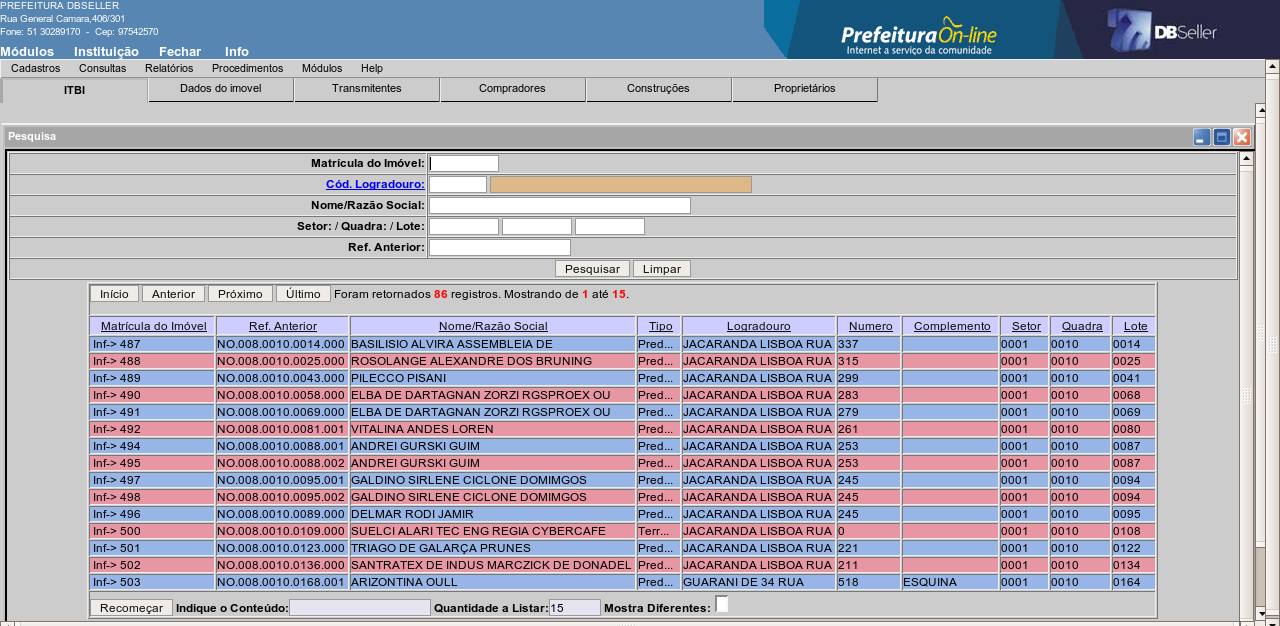 PREFEITURA DBSELLER
Rua General Camara,406/301
Fone: 51 30289170 - Cep: 97542570
Módulos Instituição Fechar Info
Prefeitura On-line
Internet a serviço da comunidade
DBSeller
Cadastros Consultas Relatórios Procedimentos Módulos Help
ITBI Dados do imovel Transmitentes Compradores Construções Proprietários
Pesquisa
Matrícula do Imóvel:
Cód. Logradouro:
Nome/Razão Social:
Setor: / Quadra: / Lote:
Ref. Anterior:
Pesquisar Limpar
Início Anterior Próximo Último Foram retornados 86 registros. Mostrando de 1 até 15.
Matrícula do Imóvel Ref. Anterior Nome/Razão Social Tipo Logradouro Numero Complemento Setor Quadra Lote
Inf-> 487 NO.008.0010.0014.000 BASILISIO ALVIRA ASSEMBLEIA DE Pred... JACARANDA LISBOA RUA 337 0001 0010 0014
Inf-> 488 NO.008.0010.0025.000 ROSOLANGE ALEXANDRE DOS BRUNING Pred... JACARANDA LISBOA RUA 315 0001 0010 0025
Inf-> 489 NO.008.0010.0043.000 PILECCO PISANI Pred... JACARANDA LISBOA RUA 299 0001 0010 0041
Inf-> 490 NO.008.0010.0058.000 ELBA DE DARTAGNAN ZORZI RGSPROEX OU Pred... JACARANDA LISBOA RUA 283 0001 0010 0068
Inf-> 491 NO.008.0010.0069.000 ELBA DE DARTAGNAN ZORZI RGSPROEX OU Pred... JACARANDA LISBOA RUA 279 0001 0010 0069
Inf-> 492 NO.008.0010.0081.001 VITALINA ANDES LOREN Pred... JACARANDA LISBOA RUA 261 0001 0010 0080
Inf-> 494 NO.008.0010.0088.001 ANDREI GURSKI GUIM Pred... JACARANDA LISBOA RUA 253 0001 0010 0087
Inf-> 495 NO.008.0010.0088.002 ANDREI GURSKI GUIM Pred... JACARANDA LISBOA RUA 253 0001 0010 0087
Inf-> 497 NO.008.0010.0095.001 GALDINO SIRLENE CICLONE DOMIMGOS Pred... JACARANDA LISBOA RUA 245 0001 0010 0094
Inf-> 498 NO.008.0010.0095.002 GALDINO SIRLENE CICLONE DOMIMGOS Pred... JACARANDA LISBOA RUA 245 0001 0010 0094
Inf-> 496 NO.008.0010.0089.000 DELMAR RODI JAMIR Pred... JACARANDA LISBOA RUA 245 0001 0010 0095
Inf-> 500 NO.008.0010.0109.000 SUELCI ALARI TEC ENG REGIA CYBERCAFE Terr... JACARANDA LISBOA RUA 0 0001 0010 0108
Inf-> 501 NO.008.0010.0123.000 TRIAGO DE GALARÇA PRUNES Pred... JACARANDA LISBOA RUA 221 0001 0010 0122
Inf-> 502 NO.008.0010.0136.000 SANTRATEX DE INDUS MARCZICK DE DONADEL Pred... JACARANDA LISBOA RUA 211 0001 0010 0134
Inf-> 503 NO.008.0010.0168.001 ARIZONTINA OULL Pred... GUARANI DE 34 RUA 518 ESQUINA 0001 0010 0164
Recomeçar Indique o Conteúdo: Quantidade a Listar: 15 Mostra Diferentes: